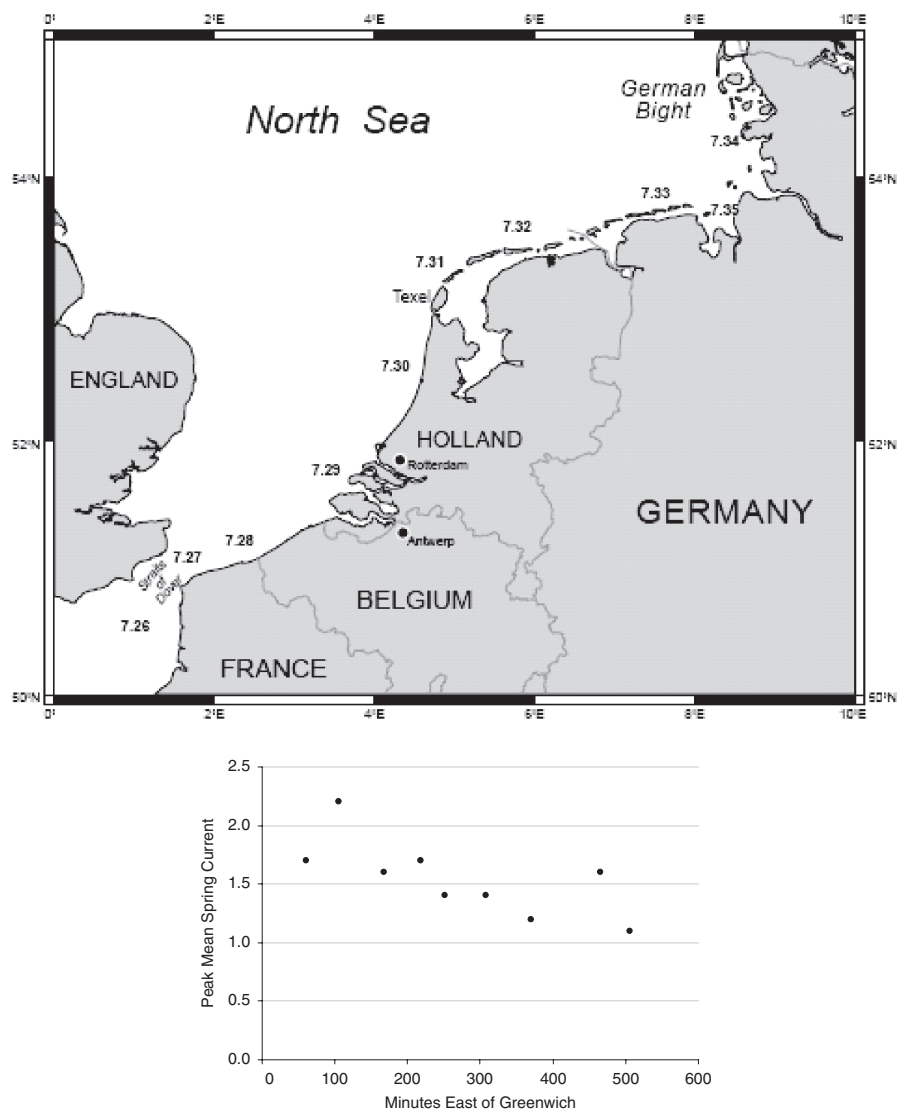 0° 2°E 4°E 6°E 8°E 10°E
North Sea
German
Bight
7.34
54°N 54°N
7.33
7.35
7.32
7.31
Texel
7.30
ENGLAND
HOLLAND
52°N 52°N
Rotterdam
7.29
GERMANY
7.28
Antwerp
7.27
Straits
of
Dover
BELGIUM
7.26
FRANCE
50°N 50°N
0° 2°E 4°E 6°E 8°E 10°E
2.5
2.0
1.5
1.0
0.5
0.0
Peak Mean Spring Current
0 100 200 300 400 500 600
Minutes East of Greenwich